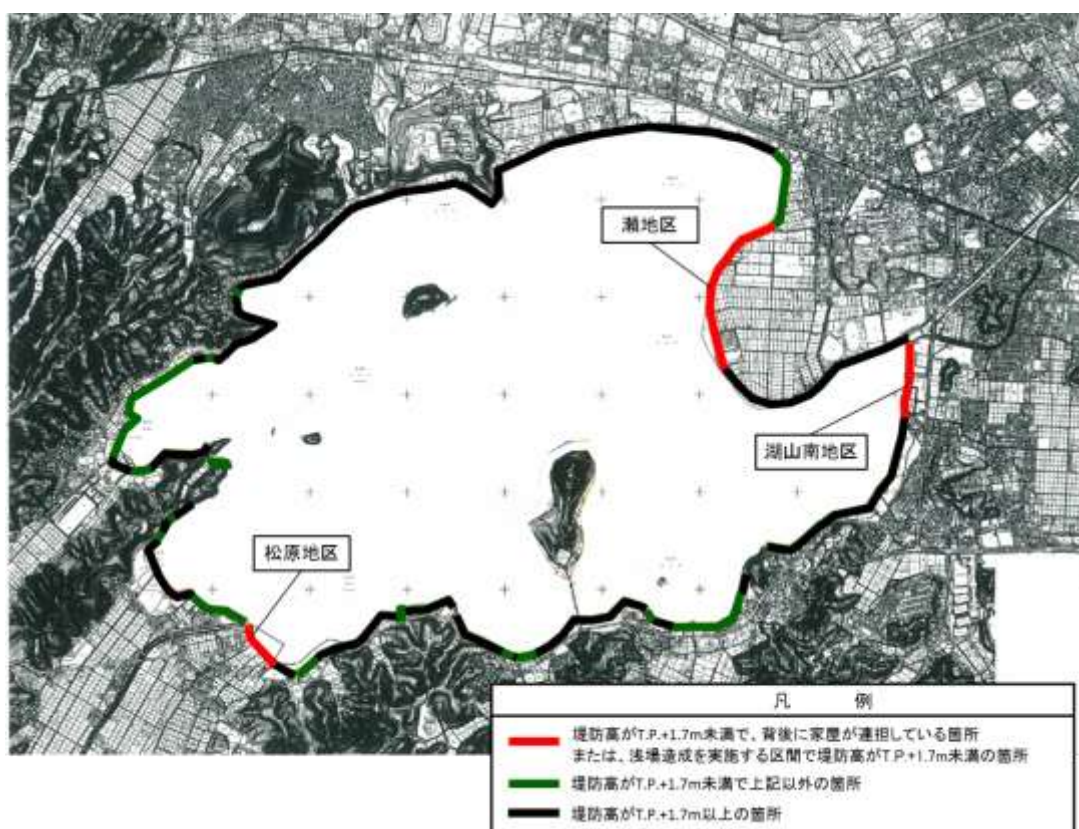 瀬地区
湖山南地区
松原地区
凡 例
堤防高がT.P.+1.7m未満で、背後に家屋が連担している箇所
または、浅場造成を実施する区間で堤防高がT.P.+1.7m未満の箇所
堤防高がT.P.+1.7m未満で上記以外の箇所
堤防高がT.P.+1.7m以上の箇所